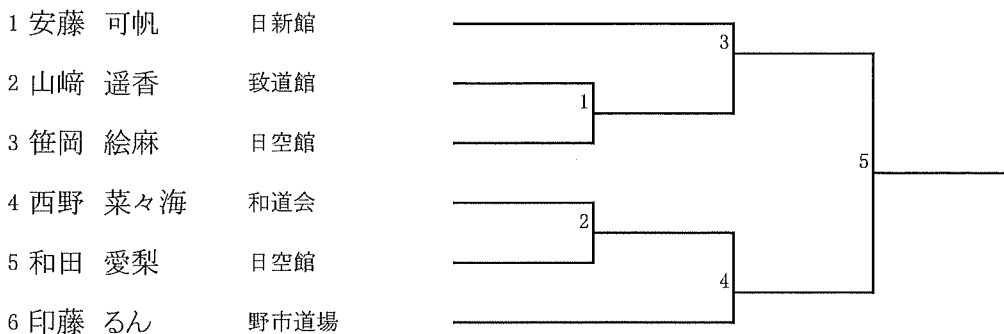 1 安藤 可帆 日新館
3
2 山﨑 遥香 致道館
1
3 笹岡 絵麻 日空館
5
4 西野 菜々海 和道会
2
5 和田 愛梨 日空館
4
6 印藤 るん 野市道場